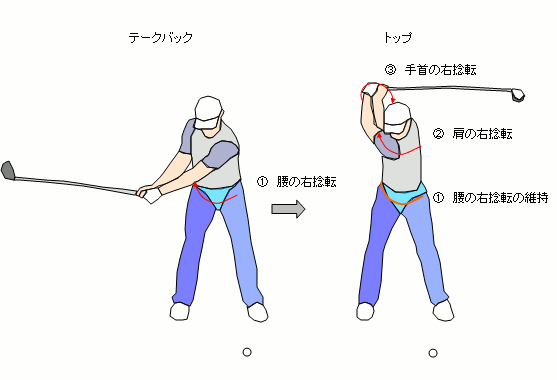 テークバック
トップ
③ 手首の右捻転
② 肩の右捻転
① 腰の右捻転
① 腰の右捻転の維持